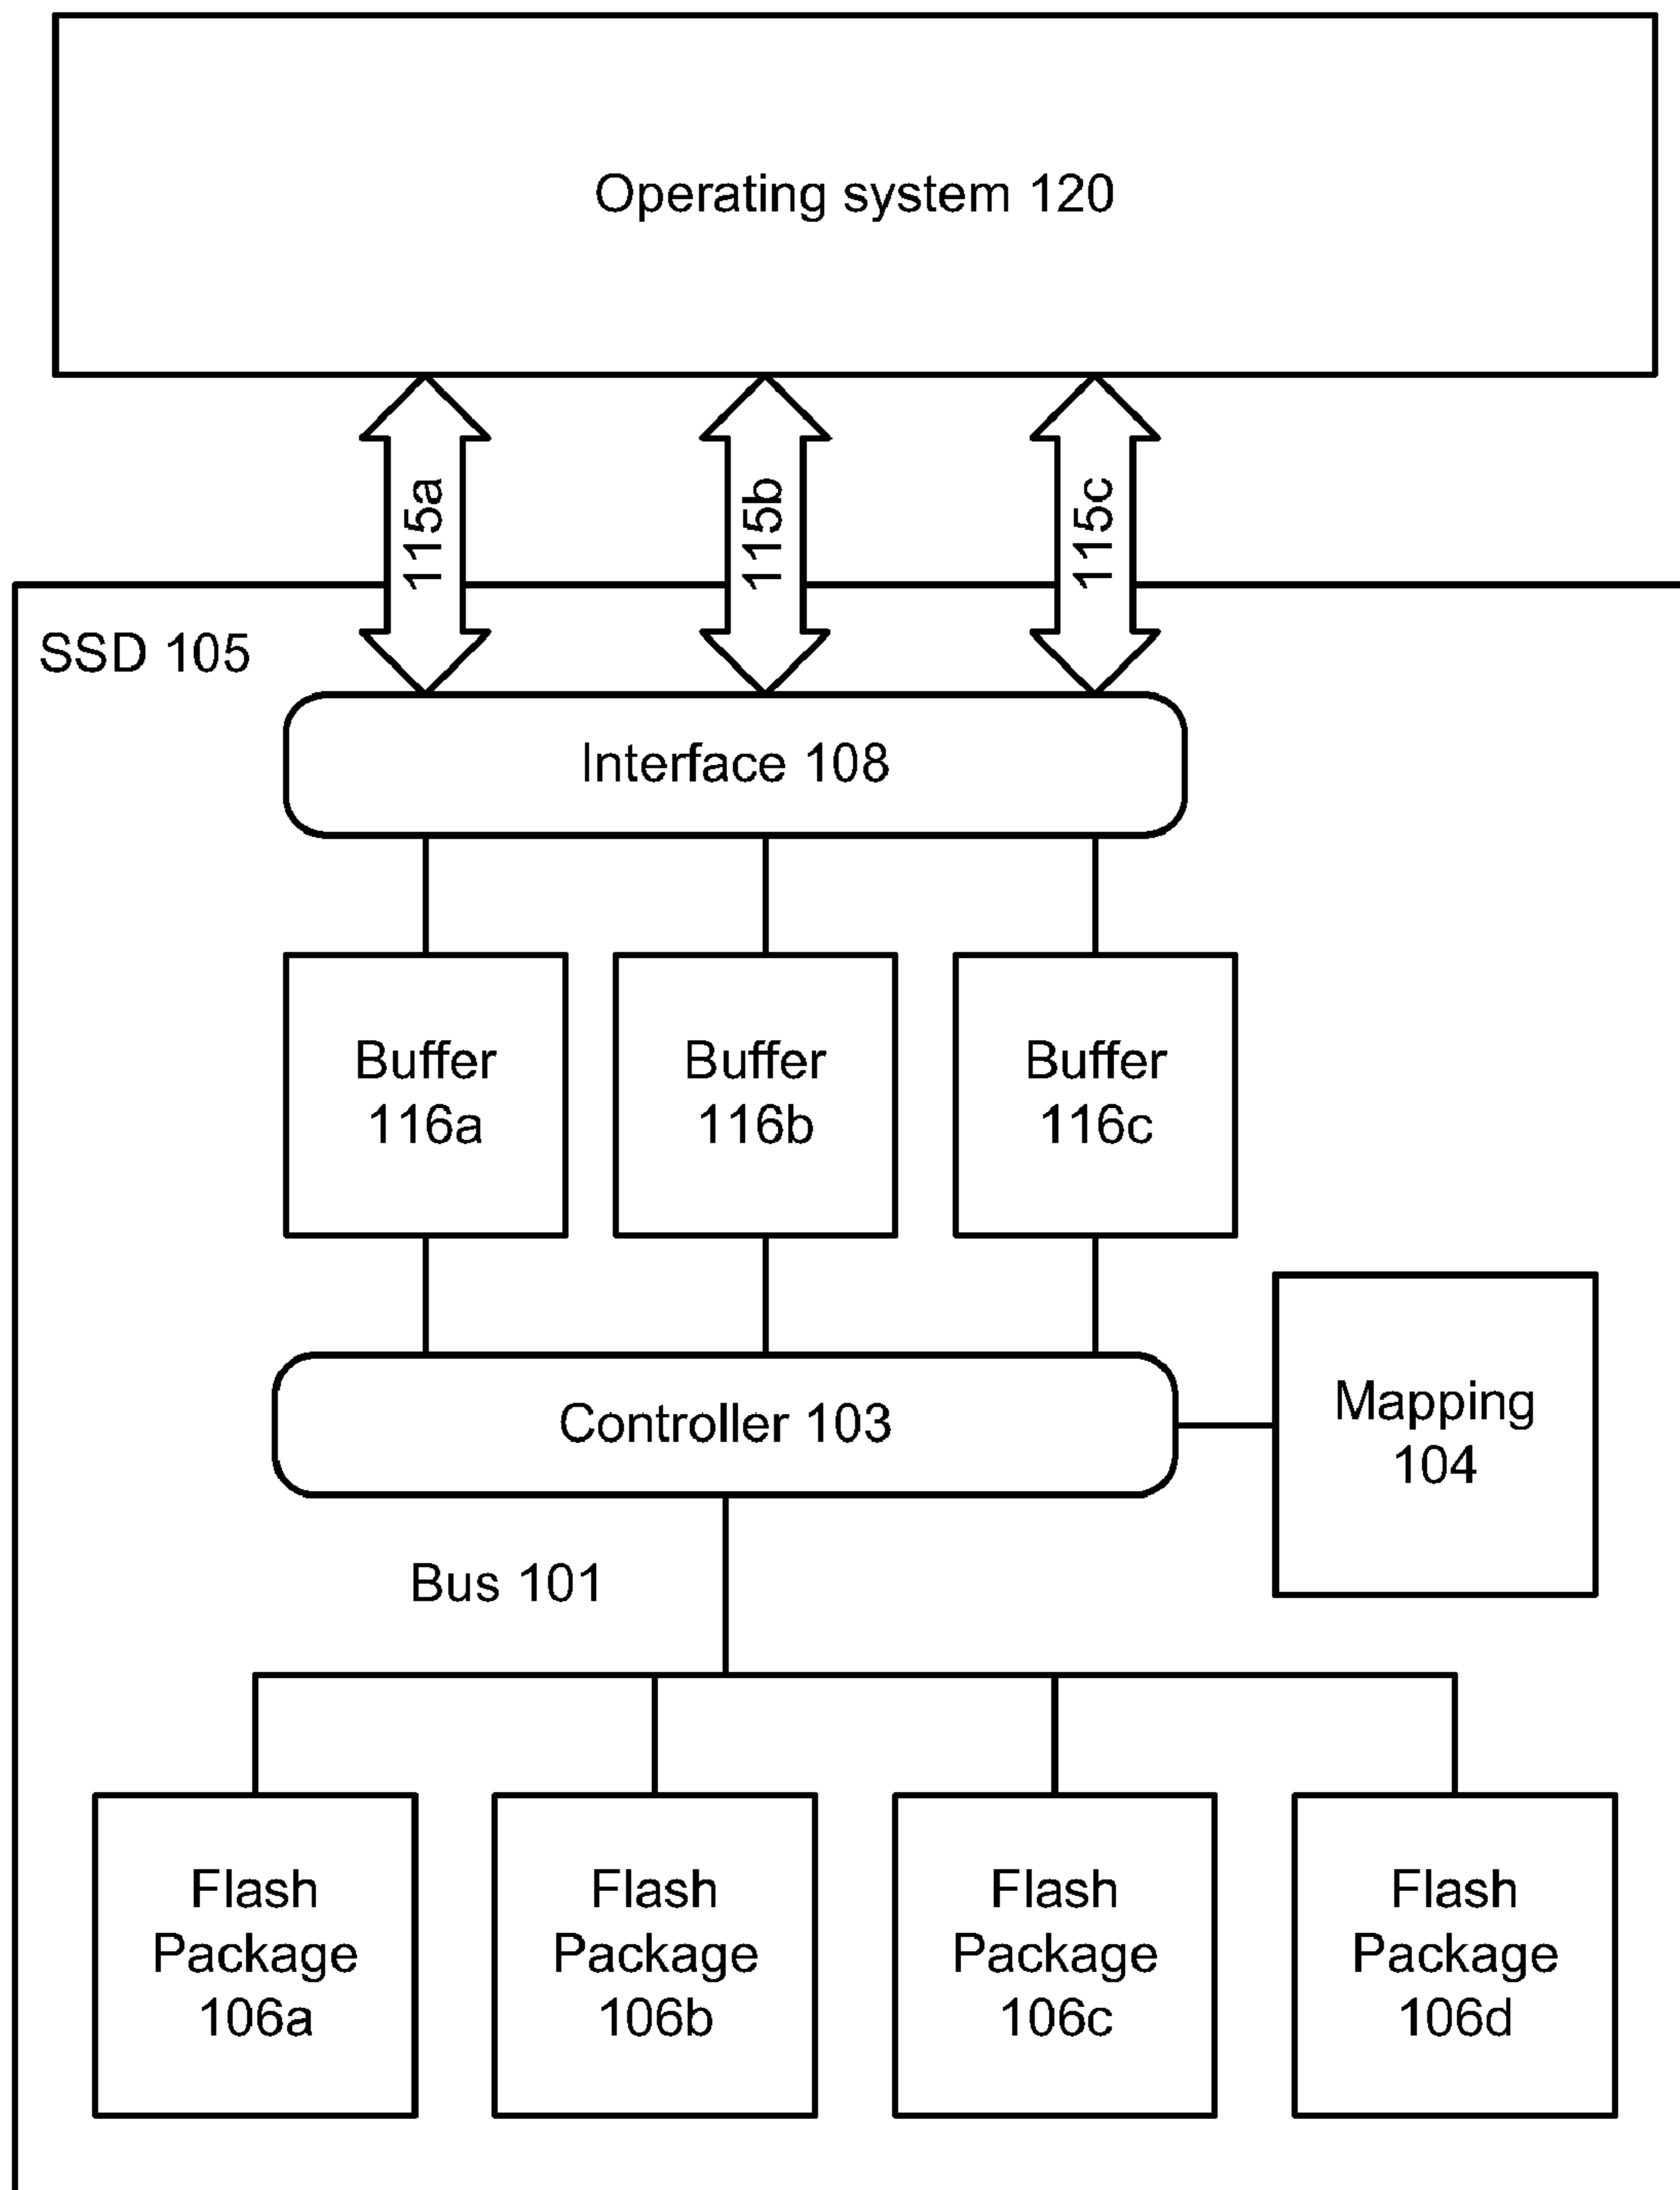 Operating system 120
115a
115b
115c
SSD 105
Interface 108
Buffer
116a
Buffer
116b
Buffer
116c
Controller 103
Mapping
104
Bus 101
Flash
Package
106a
Flash
Package
106b
Flash
Package
106c
Flash
Package
106d